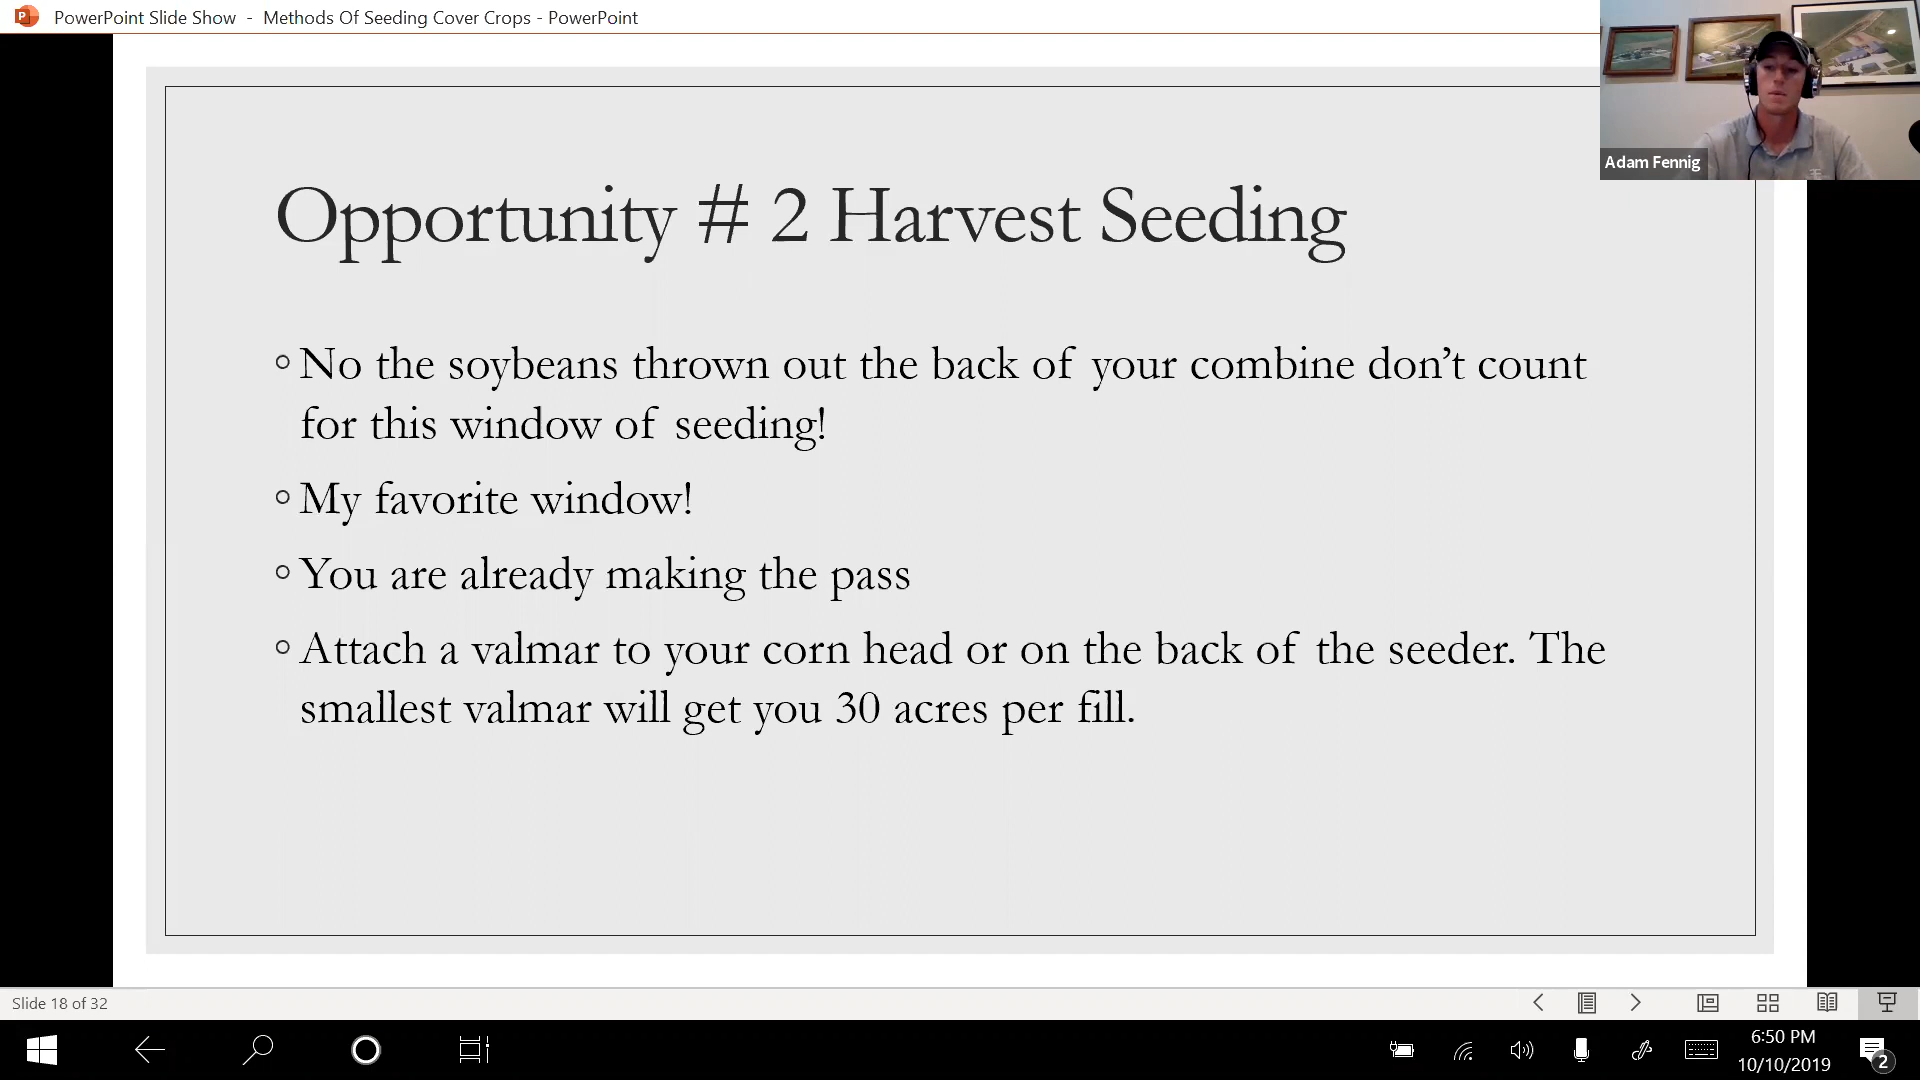 PowerPoint Slide Show - Methods Of Seeding Cover Crops - PowerPoint
Adam Fennig
Opportunity # 2 Harvest Seeding
No the soybeans thrown out the back of your combine don’t count
for this window of seeding!
My favorite window!
You are already making the pass
Attach a valmar to your corn head or on the back of the seeder. The
smallest valmar will get you 30 acres per fill.
Slide 18 of 32
6:50 PM
10/10/2019
2